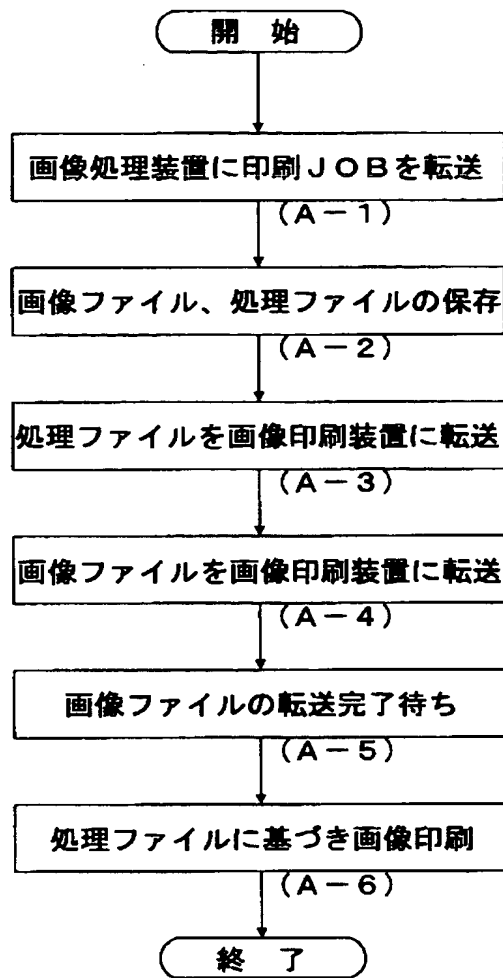 開 始
画像処理装置に印刷JOBを転送
(A-1)
画像ファイル、処理ファイルの保存
(A-2)
処理ファイルを画像印刷装置に転送
(A-3)
画像ファイルを画像印刷装置に転送
(A-4)
画像ファイルの転送完了待ち
(A-5)
処理ファイルに基づき画像印刷
(A-6)
終 了